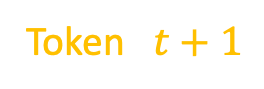 Token t + 1